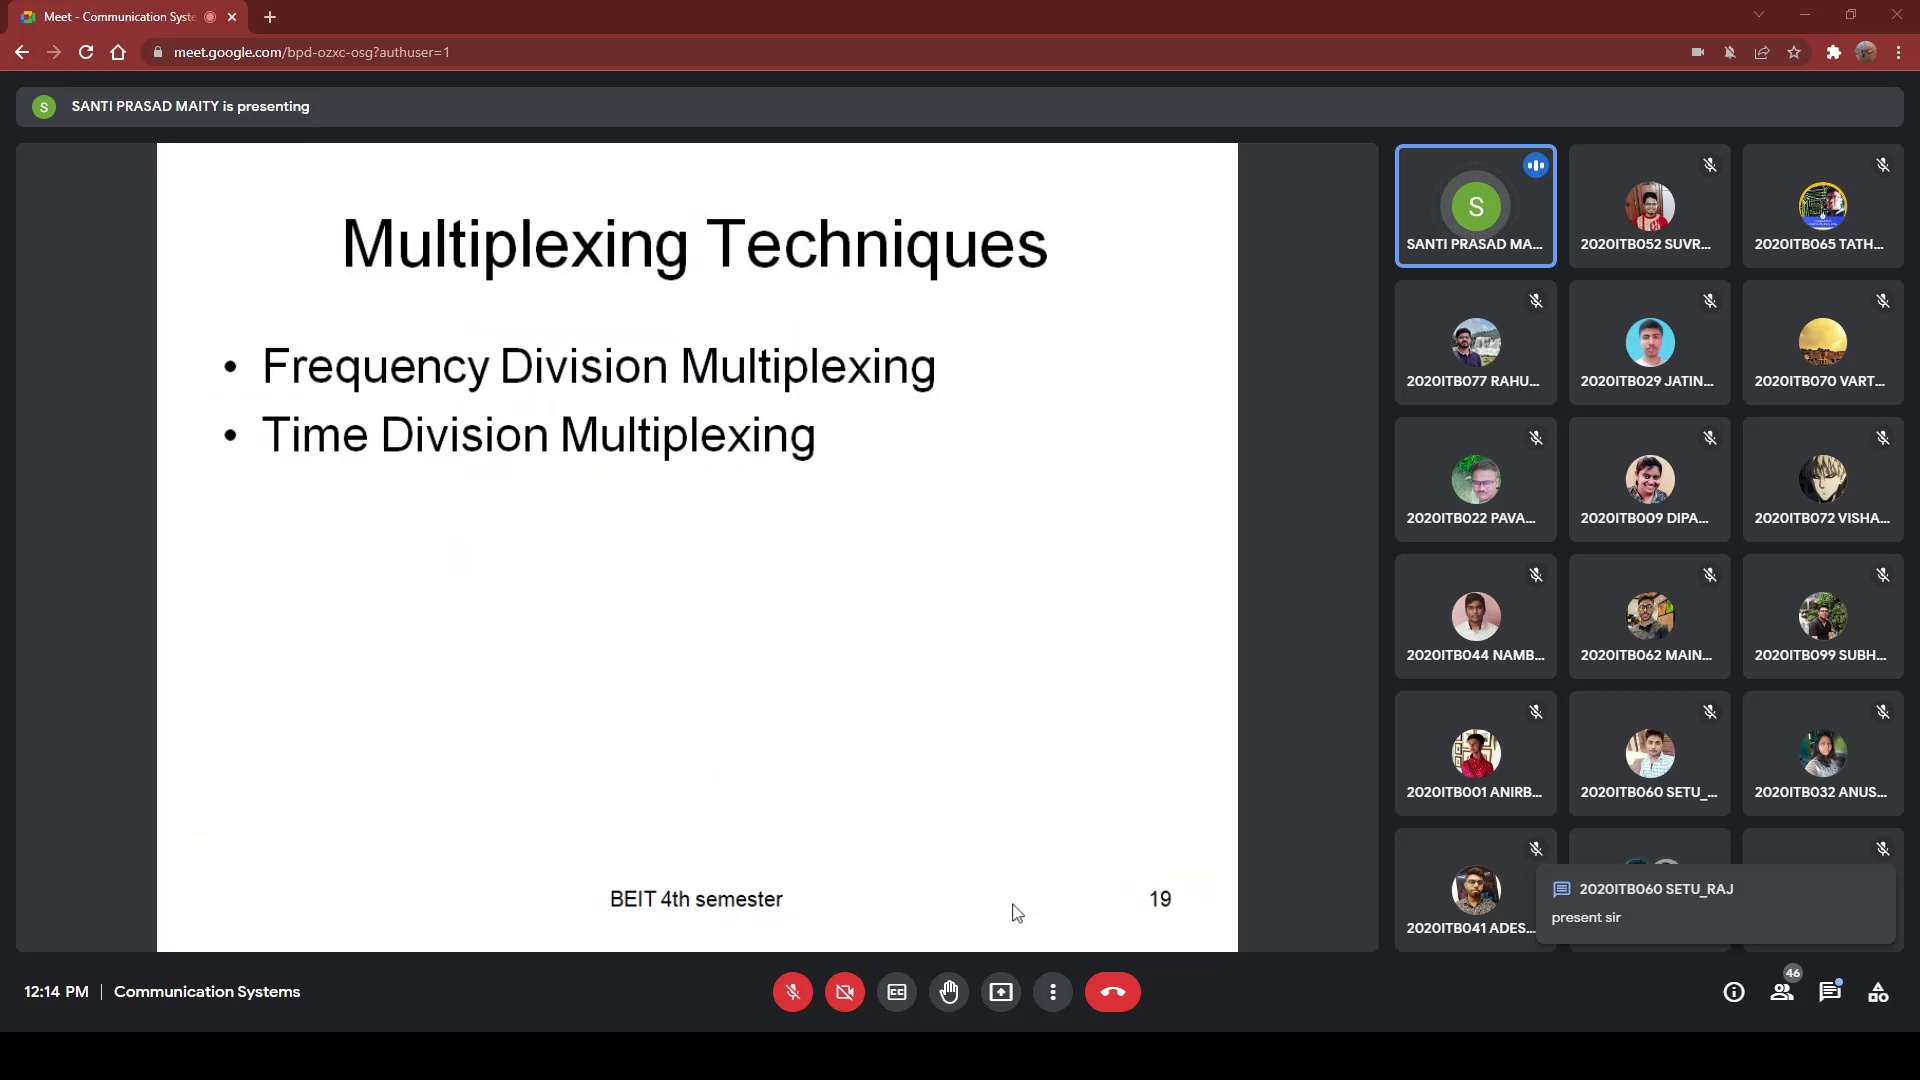 Meet - Communication Syste
meet.google.com/bpd-ozxc-osg?authuser=1
S
SANTI PRASAD MAITY is presenting
Multiplexing Techniques
• Frequency Division Multiplexing
• Time Division Multiplexing
BEIT 4th semester
19
S
SANTI PRASAD MA...
2020ITB052 SUVR...
2020ITB065 TATH...
2020ITB077 RAHU...
2020ITB029 JATIN...
2020ITB070 VART...
2020ITB022 PAVA...
2020ITB009 DIPA...
2020ITB072 VISHA...
2020ITB044 NAMB...
2020ITB062 MAIN...
2020ITB099 SUBH...
2020ITB001 ANIRB...
2020ITB060 SETU_...
2020ITB032 ANUS...
2020ITB041 ADES...
2020ITB060 SETU_RAJ
present sir
12:14 PM | Communication Systems
46